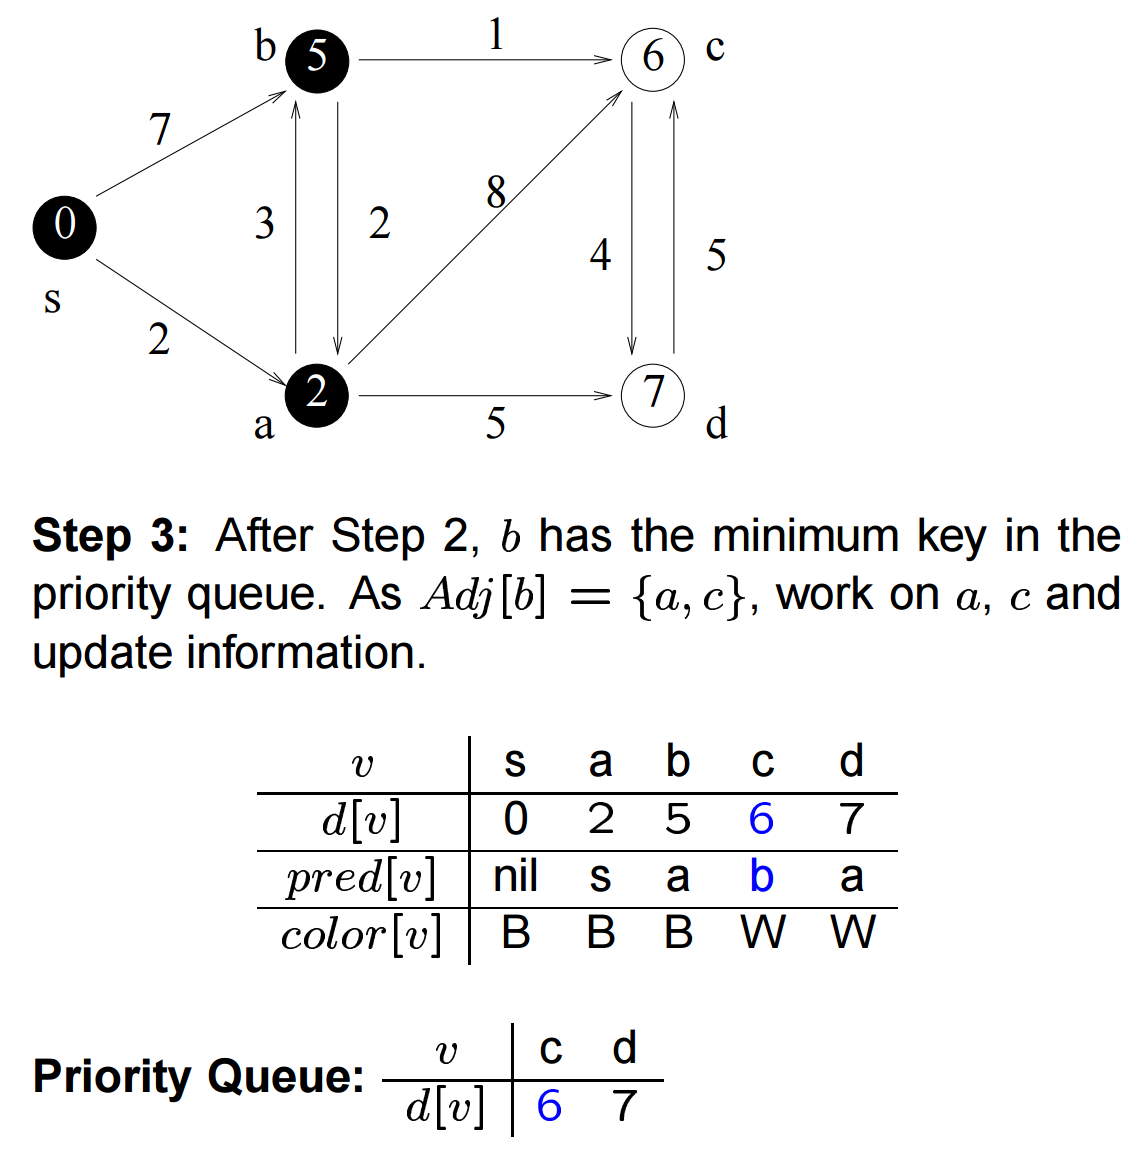 b 5 1 6 c
7
8
0 3 2 4 5
s
2
2 7
a 5 d
Step 3: After Step 2, b has the minimum key in the
priority queue. As Adj[b] = {a, c}, work on a, c and
update information.
v s a b c d
d[v] 0 2 5 6 7
pred[v] nil s a b a
color[v] B B B W W
Priority Queue: v c d
d[v] 6 7